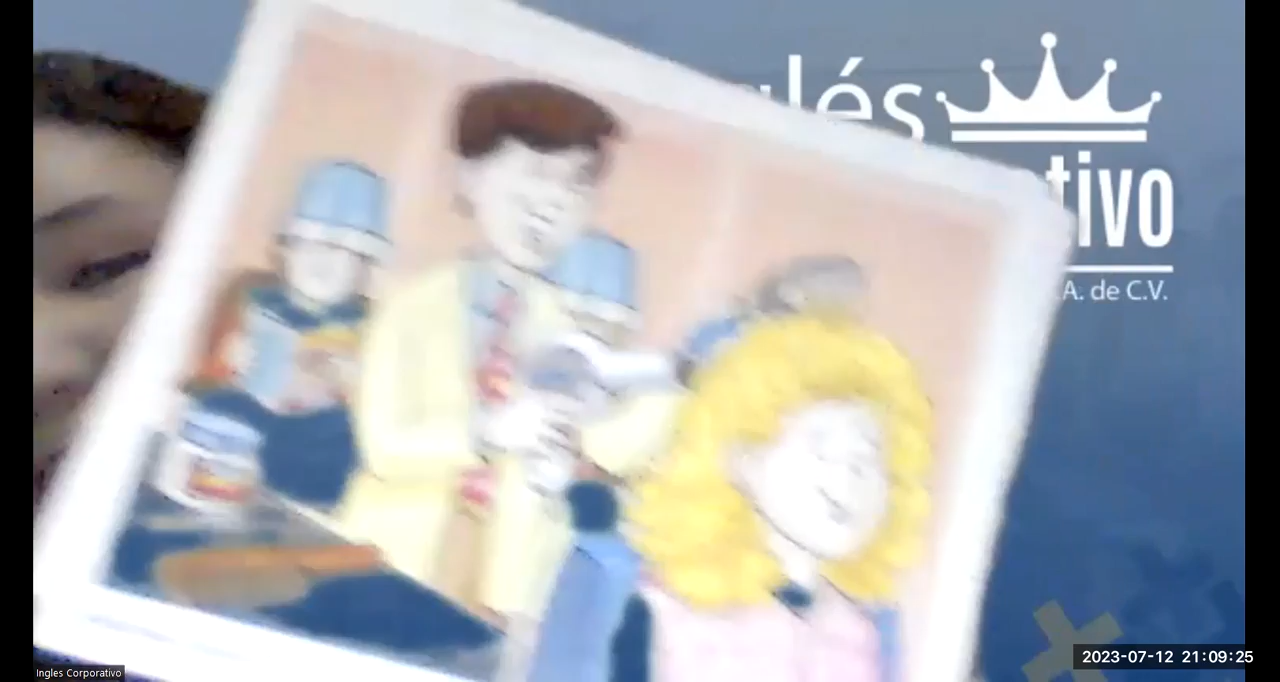 glés
tivo
A. de C.V.
Ingles Corporativo
2023-07-12 21:09:25